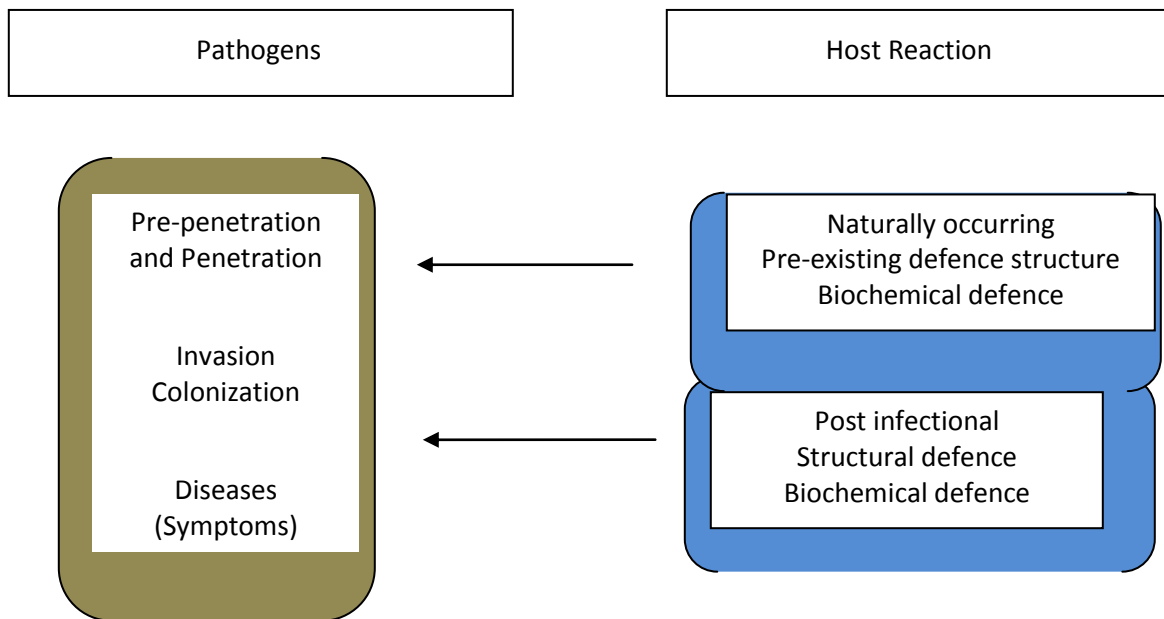 Pathogens
Host Reaction
Pre-penetration
and Penetration
Invasion
Colonization
Diseases
(Symptoms)
Naturally occurring
Pre-existing defence structure
Biochemical defence
Post infectional
Structural defence
Biochemical defence